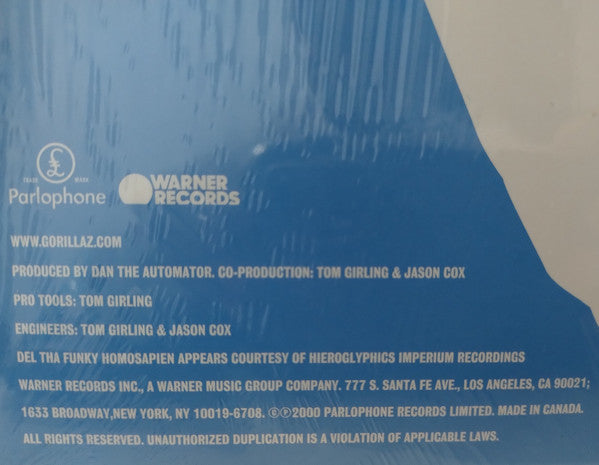 £
TRADE MARK
Parlophone
WARNER
RECORDS
WWW.GORILLAZ.COM
PRODUCED BY DAN THE AUTOMATOR. CO-PRODUCTION: TOM GIRLING & JASON COX
PRO TOOLS: TOM GIRLING
ENGINEERS: TOM GIRLING & JASON COX
DEL THA FUNKY HOMOSAPIEN APPEARS COURTESY OF HIEROGLYPHICS IMPERIUM RECORDINGS
WARNER RECORDS INC., A WARNER MUSIC GROUP COMPANY. 777 S. SANTA FE AVE., LOS ANGELES, CA 90021;
1633 BROADWAY,NEW YORK, NY 10019-6708. ©℗2000 PARLOPHONE RECORDS LIMITED. MADE IN CANADA.
ALL RIGHTS RESERVED. UNAUTHORIZED DUPLICATION IS A VIOLATION OF APPLICABLE LAWS.